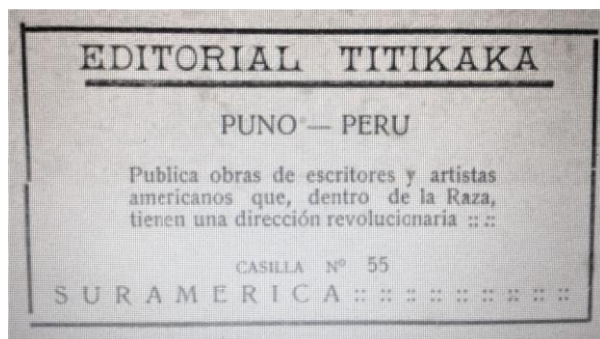 EDITORIAL TITIKAKA
PUNO — PERU
Publica obras de escritores y artistas
americanos que, dentro de la Raza,
tienen una dirección revolucionaria :: ::
CASILLA Nº 55
SURAMERICA :: :: :: :: :: :: :: :: ::